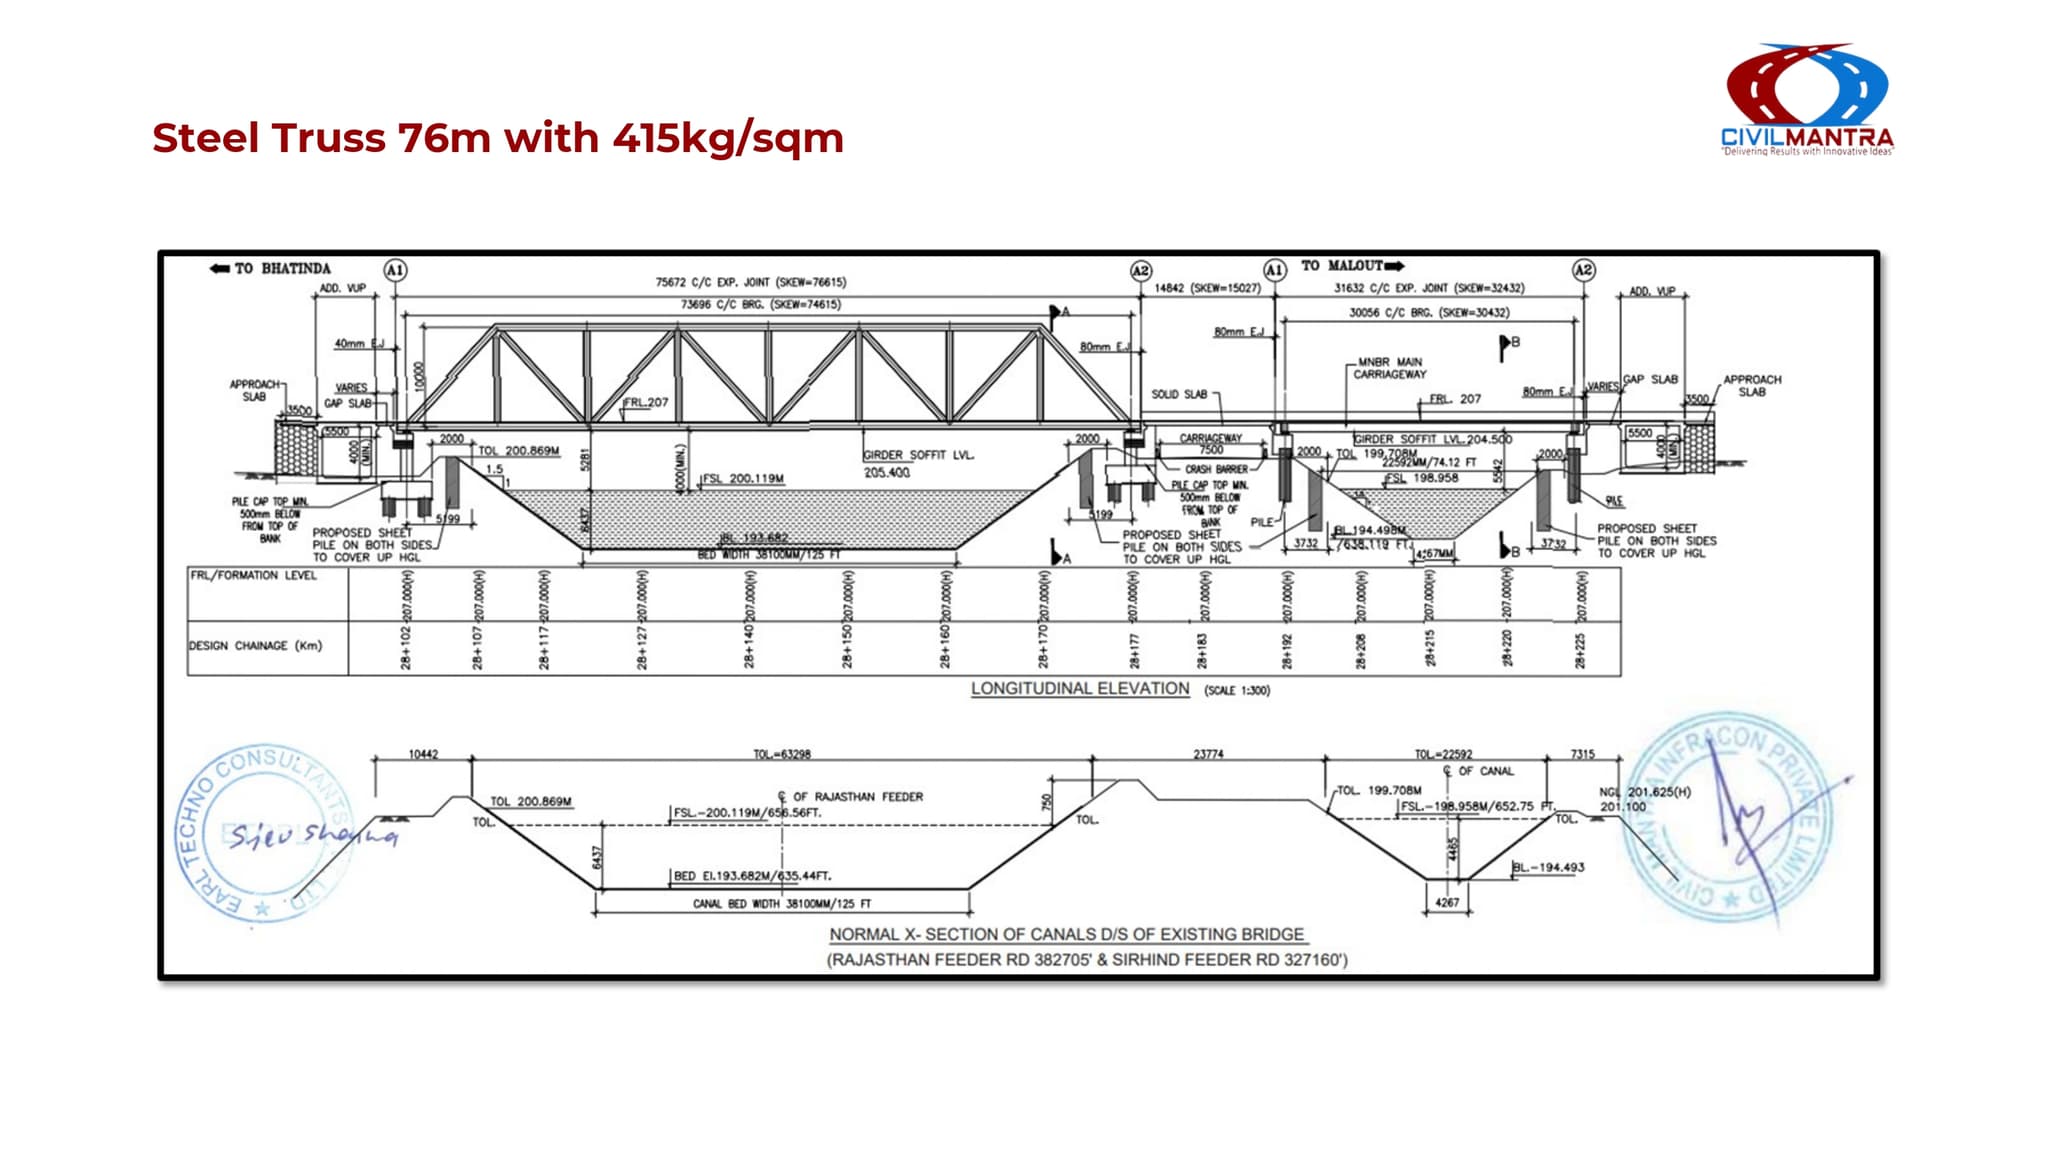 Steel Truss 76m with 415kg/sqm
CIVILMANTRA
"Delivering Results with Innovative Ideas"
TO BHATINDA
A1
75672 C/C EXP. JOINT (SKEW=76615)
A2
14842 (SKEW=15027)
A1
TO MALOUT
31632 C/C EXP. JOINT (SKEW=32432)
A2
ADD. VUP
ADD. VUP
73696 C/C BRG. (SKEW=74615)
A
30056 C/C BRG. (SKEW=30432)
40mm E.J
80mm E.J
80mm E.J
B
MNBR MAIN
CARRIAGEWAY
10000
APPROACH
SLAB
VARIES
GAP SLAB
3500
FRL.207
SOLID SLAB
FRL. 207
80mm E.J
VARIES
GAP SLAB
APPROACH
SLAB
3500
5500
4000
(MIN.)
2000
TOL 200.869M
5281
4000(MIN.)
GIRDER SOFFIT LVL.
205.400
2000
CARRIAGEWAY
7500
CRASH BARRIER
GIRDER SOFFIT LVL.204.500
2000
TOL 199.708M
22592MM/74.12 FT
5542
2000
5500
4000
(MIN.)
1.5
1
FSL 200.119M
FSL 198.958
PILE CAP TOP MIN.
500mm BELOW
FROM TOP OF
BANK
5199
PROPOSED SHEET
PILE ON BOTH SIDES
TO COVER UP HGL
6437
BL 193.682
BED WIDTH 38100MM/125 FT
5199
A
PILE CAP TOP MIN.
500mm BELOW
FROM TOP OF
BANK
PROPOSED SHEET
PILE ON BOTH SIDES
TO COVER UP HGL
PILE
3732
BL.194.498M
/638.119 FT.
4267MM
B
3732
PILE
PROPOSED SHEET
PILE ON BOTH SIDES
TO COVER UP HGL
FRL/FORMATION LEVEL
207.000(H) 207.000(H) 207.000(H) 207.000(H) 207.000(H) 207.000(H) 207.000(H) 207.000(H) 207.000(H) 207.000(H) 207.000(H) 207.000(H) 207.000(H) 207.000(H) 207.000(H)
DESIGN CHAINAGE (Km)
28+102 28+107 28+117 28+127 28+140 28+150 28+160 28+170 28+177 28+183 28+192 28+208 28+215 28+220 28+225
LONGITUDINAL ELEVATION (SCALE 1:300)
10442
TOL.=63298
23774
TOL.=22592
7315
℄ OF CANAL
TOL 200.869M
℄ OF RAJASTHAN FEEDER
750
TOL. 199.708M
NGL 201.625(H)
201.100
TOL.
FSL.-200.119M/656.56FT.
TOL.
FSL.-198.958M/652.75 FT.
TOL.
6437
4465
BED El.193.682M/635.44FT.
BL.-194.493
CANAL BED WIDTH 38100MM/125 FT
4267
EARL TECHNO CONSULTANTS LTD
INFRACON PRIVATE LIMITED
NORMAL X- SECTION OF CANALS D/S OF EXISTING BRIDGE
(RAJASTHAN FEEDER RD 382705' & SIRHIND FEEDER RD 327160')